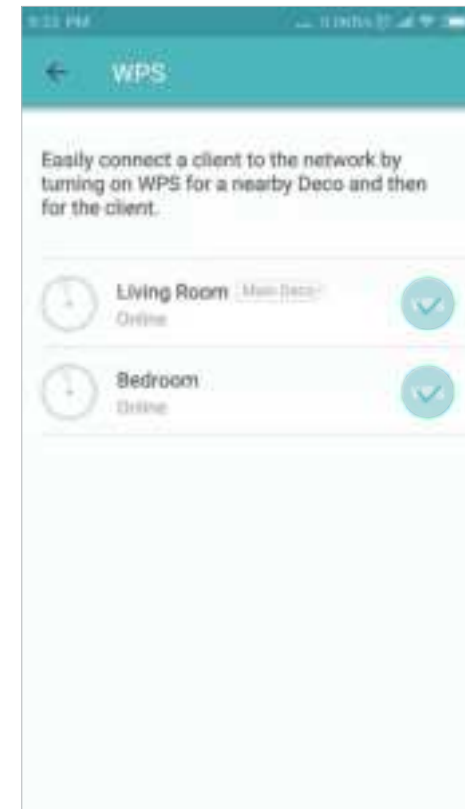 WPS
Easily connect a client to the network by
turning on WPS for a nearby Deco and then
for the client.
Living Room Main Deco
Online
Bedroom
Online